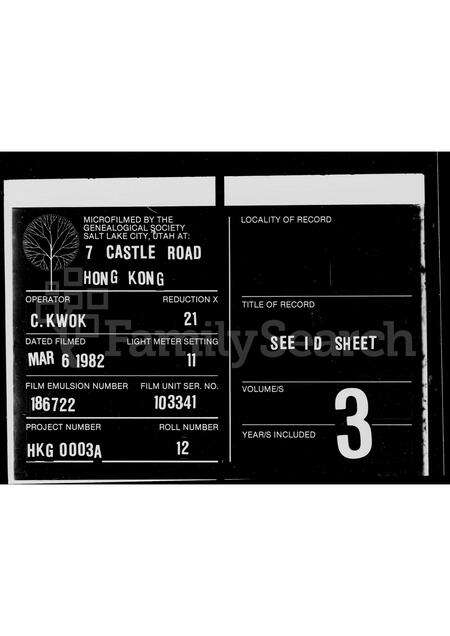 MICROFILMED BY THE
GENEALOGICAL SOCIETY
SALT LAKE CITY, UTAH AT:
7 CASTLE ROAD
HONG KONG
OPERATOR REDUCTION X
C. KWOK 21
DATED FILMED LIGHT METER SETTING
MAR 6 1982 11
FILM EMULSION NUMBER FILM UNIT SER. NO.
186722 103341
PROJECT NUMBER ROLL NUMBER
HKG 0003A 12
LOCALITY OF RECORD
TITLE OF RECORD
SEE ID SHEET
VOLUME/S
3
YEAR/S INCLUDED
FamilySearch